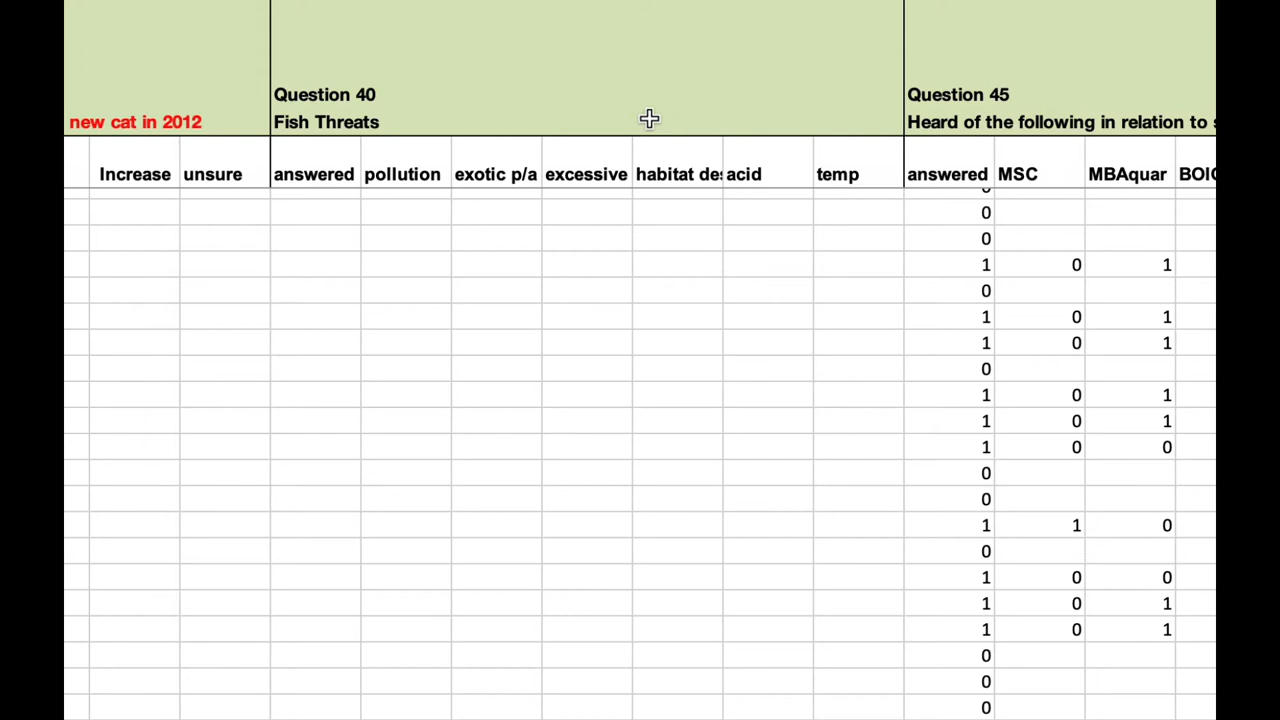 Question 40
Question 45
new cat in 2012
Fish Threats
Heard of the following in relation to
Increase unsure answered pollution exotic p/a excessive habitat des acid temp answered MSC MBAquar
0
0
1 0 1
0
1 0 1
1 0 1
0
1 0 1
1 0 1
1 0 0
0
0
1 1 0
0
1 0 0
1 0 1
1 0 1
0
0
0